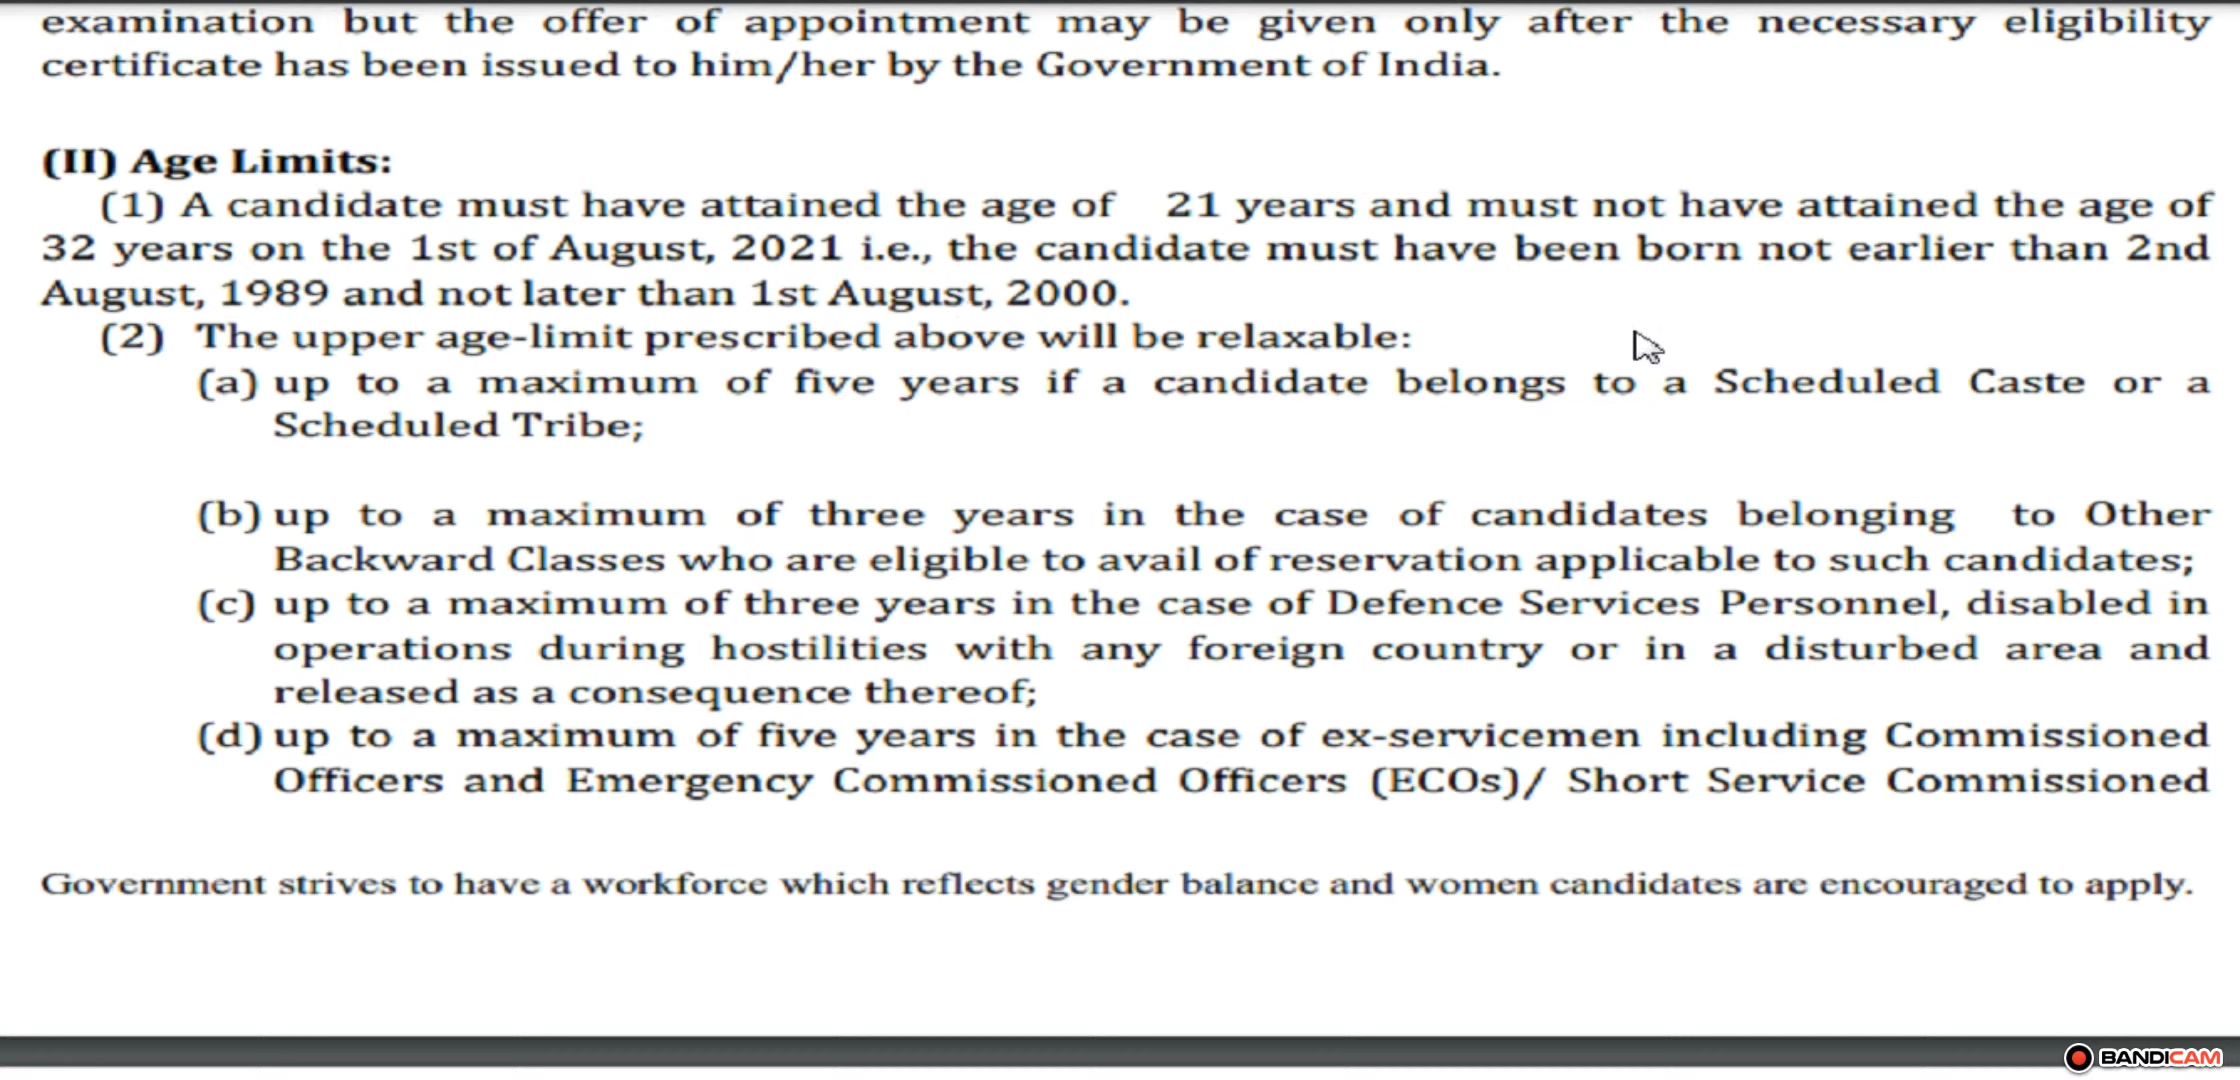 examination but the offer of appointment may be given only after the necessary eligibility
certificate has been issued to him/her by the Government of India.
(II) Age Limits:
(1) A candidate must have attained the age of 21 years and must not have attained the age of
32 years on the 1st of August, 2021 i.e., the candidate must have been born not earlier than 2nd
August, 1989 and not later than 1st August, 2000.
(2) The upper age-limit prescribed above will be relaxable:
(a) up to a maximum of five years if a candidate belongs to a Scheduled Caste or a
Scheduled Tribe;
(b) up to a maximum of three years in the case of candidates belonging to Other
Backward Classes who are eligible to avail of reservation applicable to such candidates;
(c) up to a maximum of three years in the case of Defence Services Personnel, disabled in
operations during hostilities with any foreign country or in a disturbed area and
released as a consequence thereof;
(d) up to a maximum of five years in the case of ex-servicemen including Commissioned
Officers and Emergency Commissioned Officers (ECOs)/ Short Service Commissioned
Government strives to have a workforce which reflects gender balance and women candidates are encouraged to apply.
BANDICAM